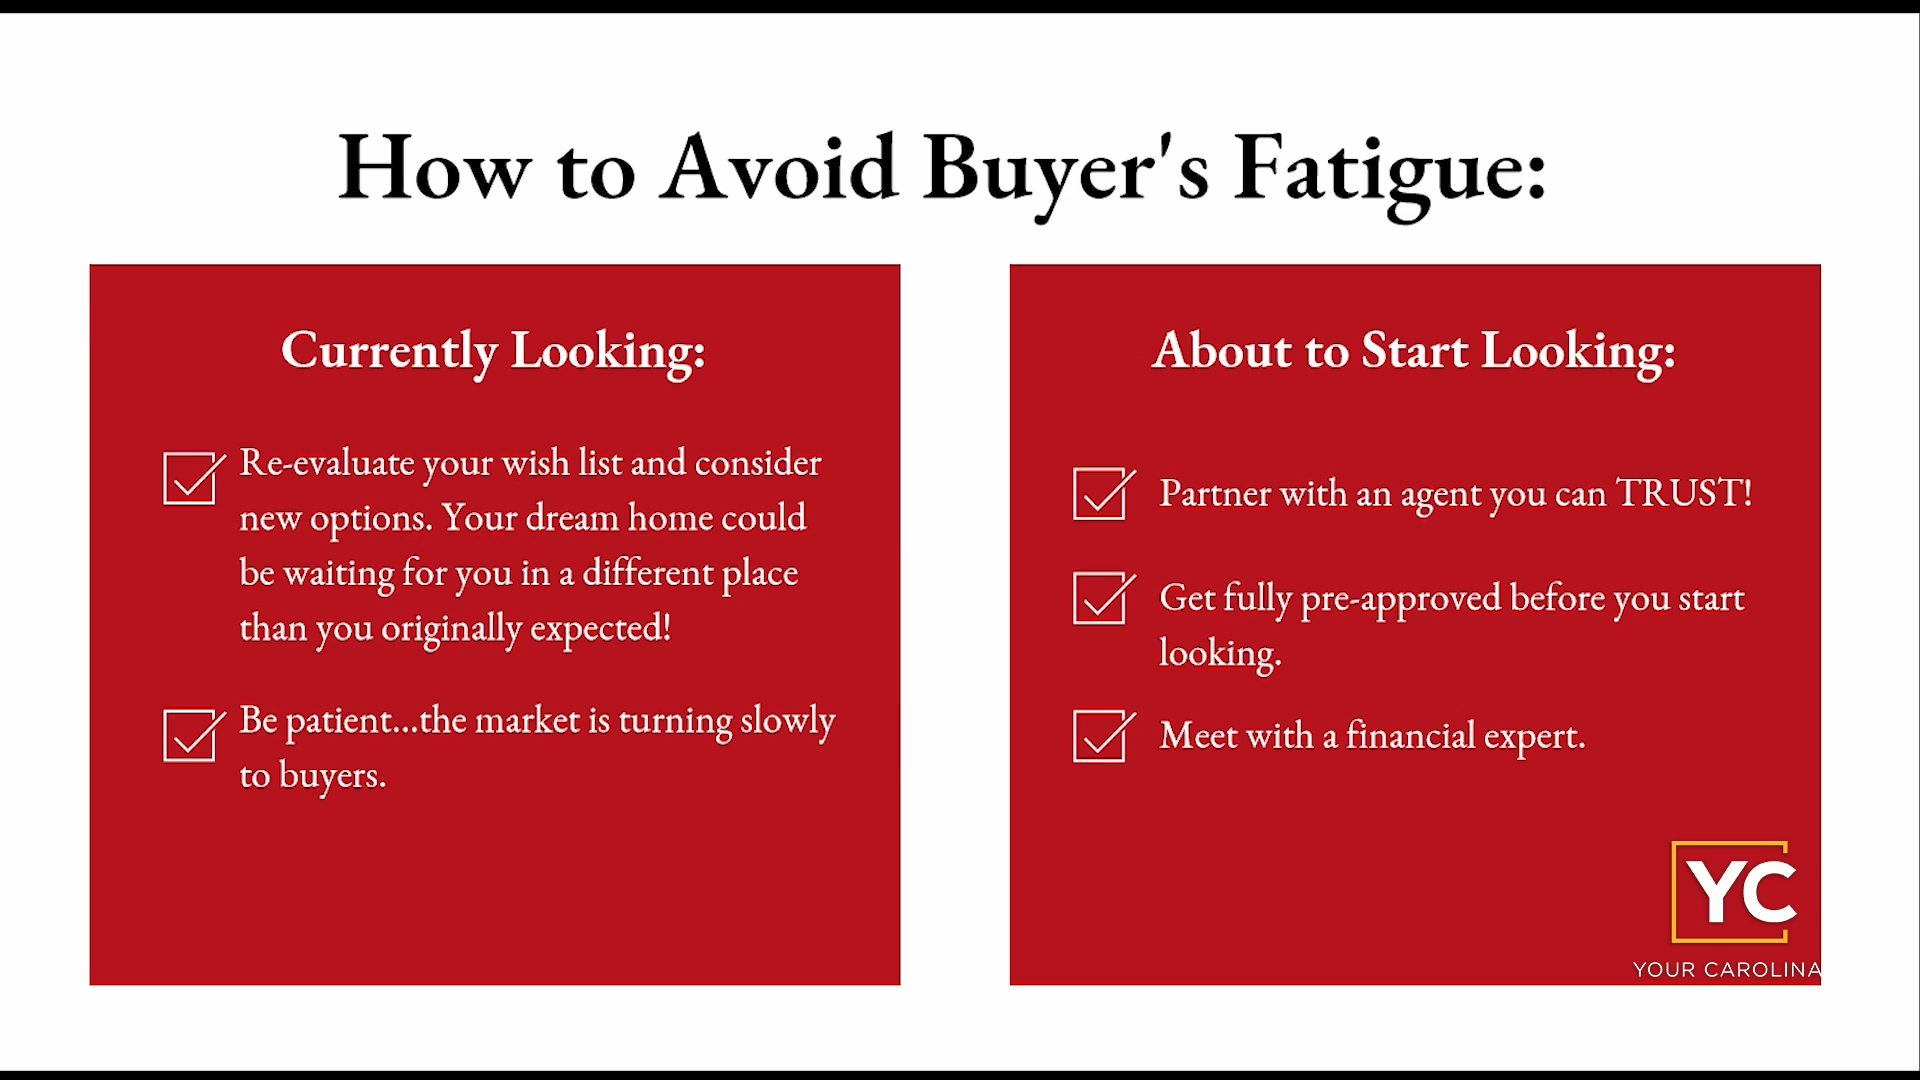 How to Avoid Buyer's Fatigue:
Currently Looking:
Re-evaluate your wish list and consider
new options. Your dream home could
be waiting for you in a different place
than you originally expected!
Be patient...the market is turning slowly
to buyers.
About to Start Looking:
Partner with an agent you can TRUST!
Get fully pre-approved before you start
looking.
Meet with a financial expert.
YC
YOUR CAROLINA